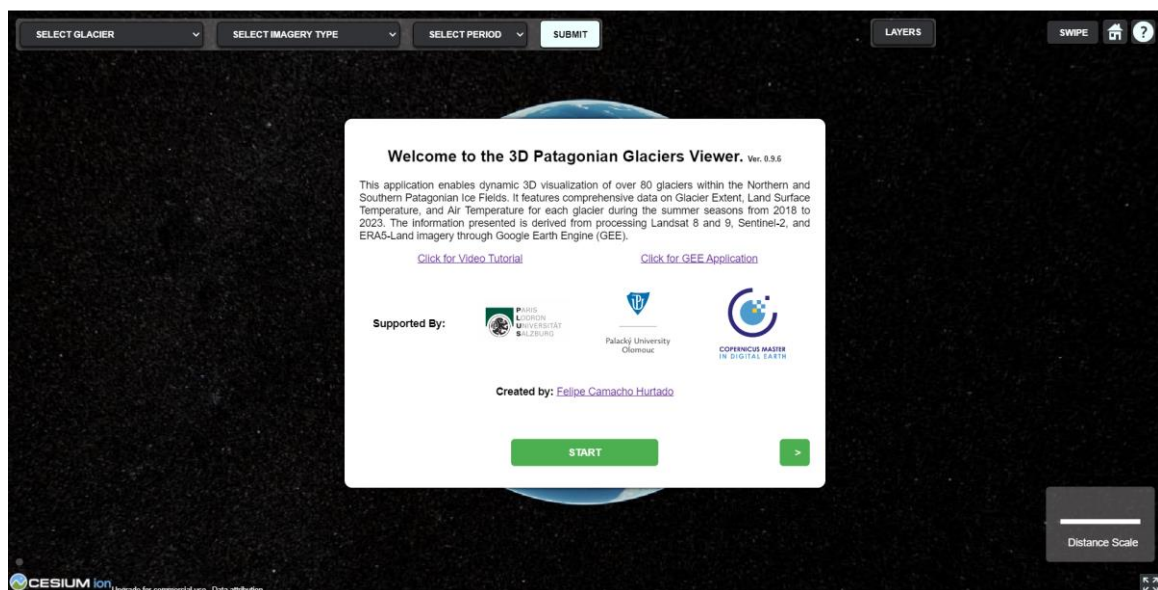 SELECT GLACIER
SELECT IMAGERY TYPE
SELECT PERIOD
SUBMIT
LAYERS
SWIPE
?
Welcome to the 3D Patagonian Glaciers Viewer. Ver. 0.9.6
This application enables dynamic 3D visualization of over 80 glaciers within the Northern and
Southern Patagonian Ice Fields. It features comprehensive data on Glacier Extent, Land Surface
Temperature, and Air Temperature for each glacier during the summer seasons from 2018 to
2023. The information presented is derived from processing Landsat 8 and 9, Sentinel-2, and
ERA5-Land imagery through Google Earth Engine (GEE).
Click for Video Tutorial
Click for GEE Application
Supported By:
PARIS
LODRON
UNIVERSITÄT
SALZBURG
Palacký University
Olomouc
COPERNICUS MASTER
IN DIGITAL EARTH
Created by: Felipe Camacho Hurtado
START
>
Distance Scale
CESIUM ion
Upgrade for commercial use. Data attribution